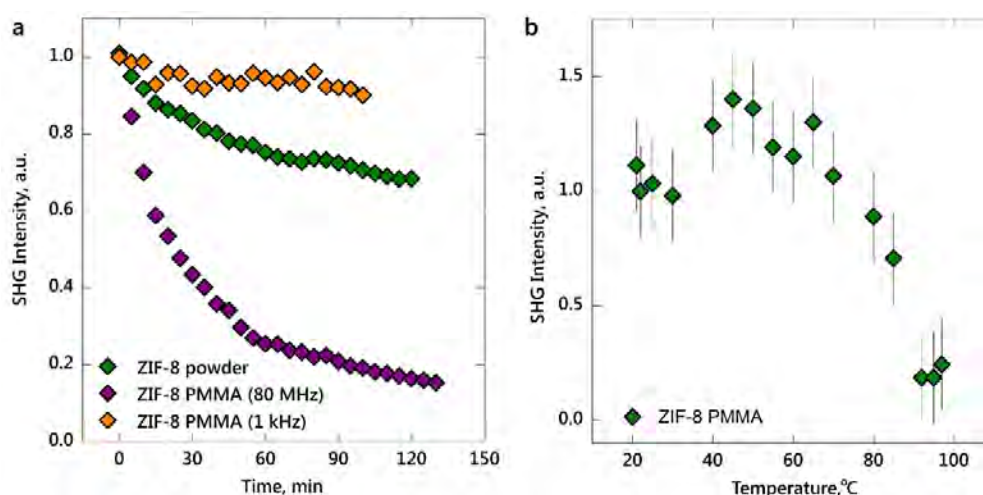 a
SHG Intensity, a.u.
1.0
0.8
0.6
0.4
0.2
0.0
ZIF-8 powder
ZIF-8 PMMA (80 MHz)
ZIF-8 PMMA (1 kHz)
0 30 60 90 120 150
Time, min
b
SHG Intensity, a.u.
1.5
1.0
0.5
0.0
ZIF-8 PMMA
20 40 60 80 100
Temperature,°C